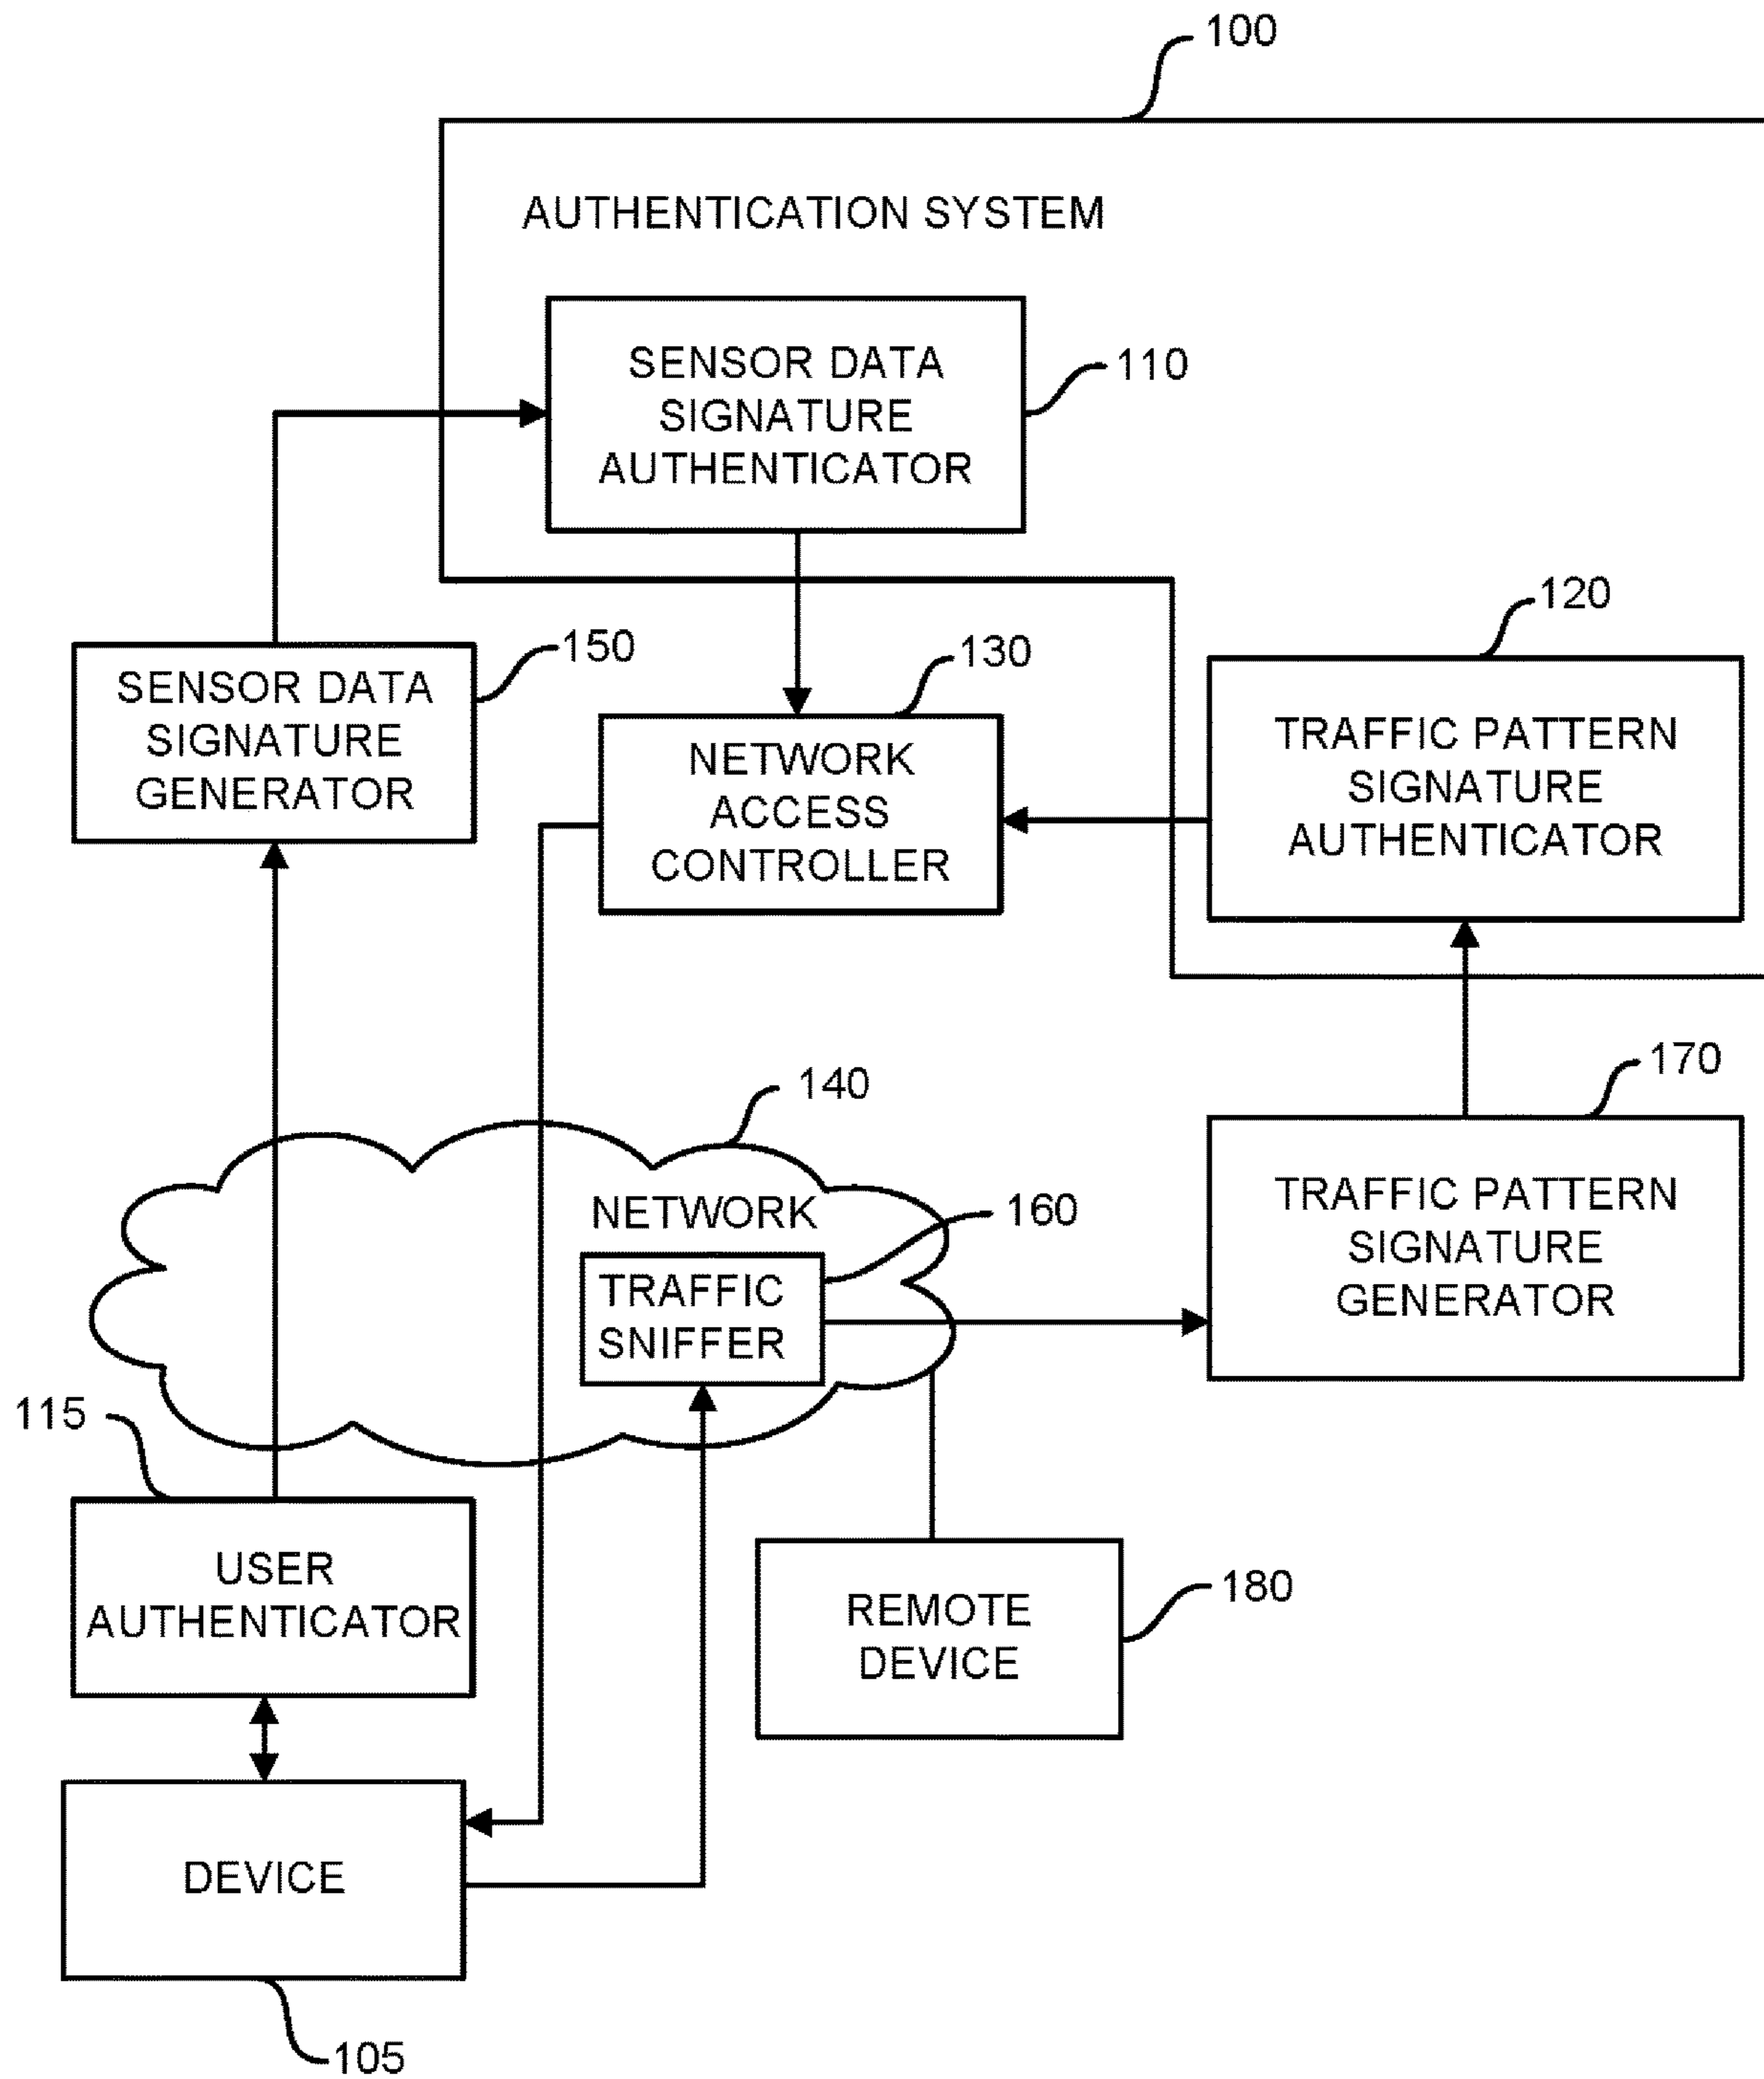 100
AUTHENTICATION SYSTEM
SENSOR DATA
SIGNATURE
AUTHENTICATOR
110
120
150
SENSOR DATA
SIGNATURE
GENERATOR
130
NETWORK
ACCESS
CONTROLLER
TRAFFIC PATTERN
SIGNATURE
AUTHENTICATOR
170
TRAFFIC PATTERN
SIGNATURE
GENERATOR
140
NETWORK
160
TRAFFIC
SNIFFER
115
USER
AUTHENTICATOR
REMOTE
DEVICE
180
DEVICE
105